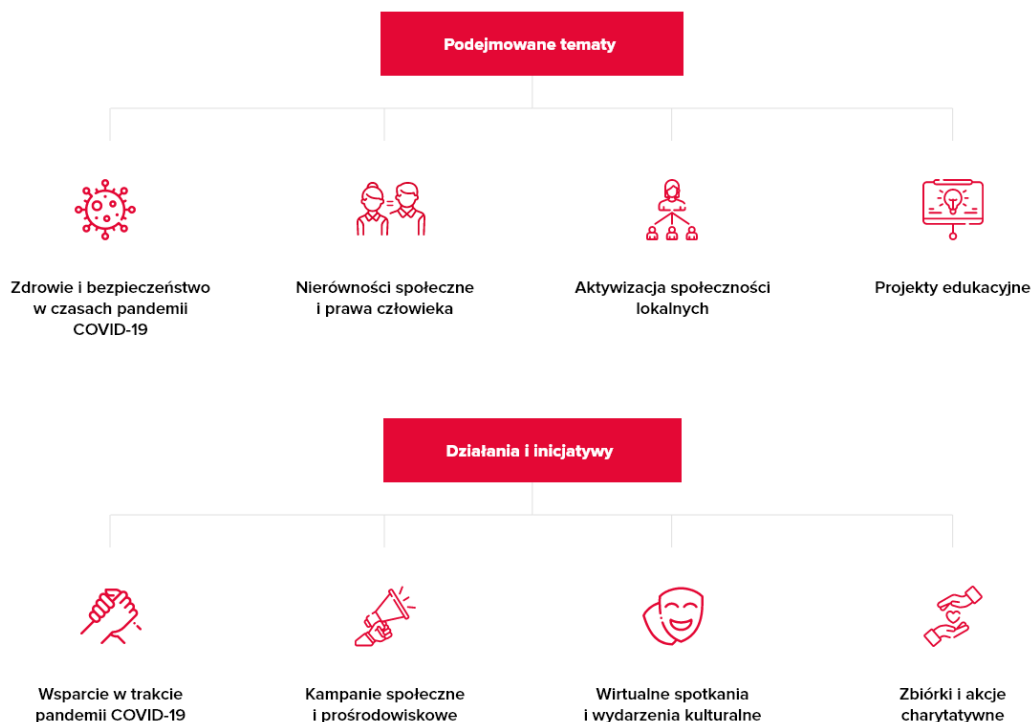 Podejmowane tematy
Zdrowie i bezpieczeństwo
w czasach pandemii
COVID-19
Nierówności społeczne
i prawa człowieka
Aktywizacja społeczności
lokalnych
Projekty edukacyjne
Działania i inicjatywy
Wsparcie w trakcie
pandemii COVID-19
Kampanie społeczne
i prośrodowiskowe
Wirtualne spotkania
i wydarzenia kulturalne
Zbiórki i akcje
charytatywne